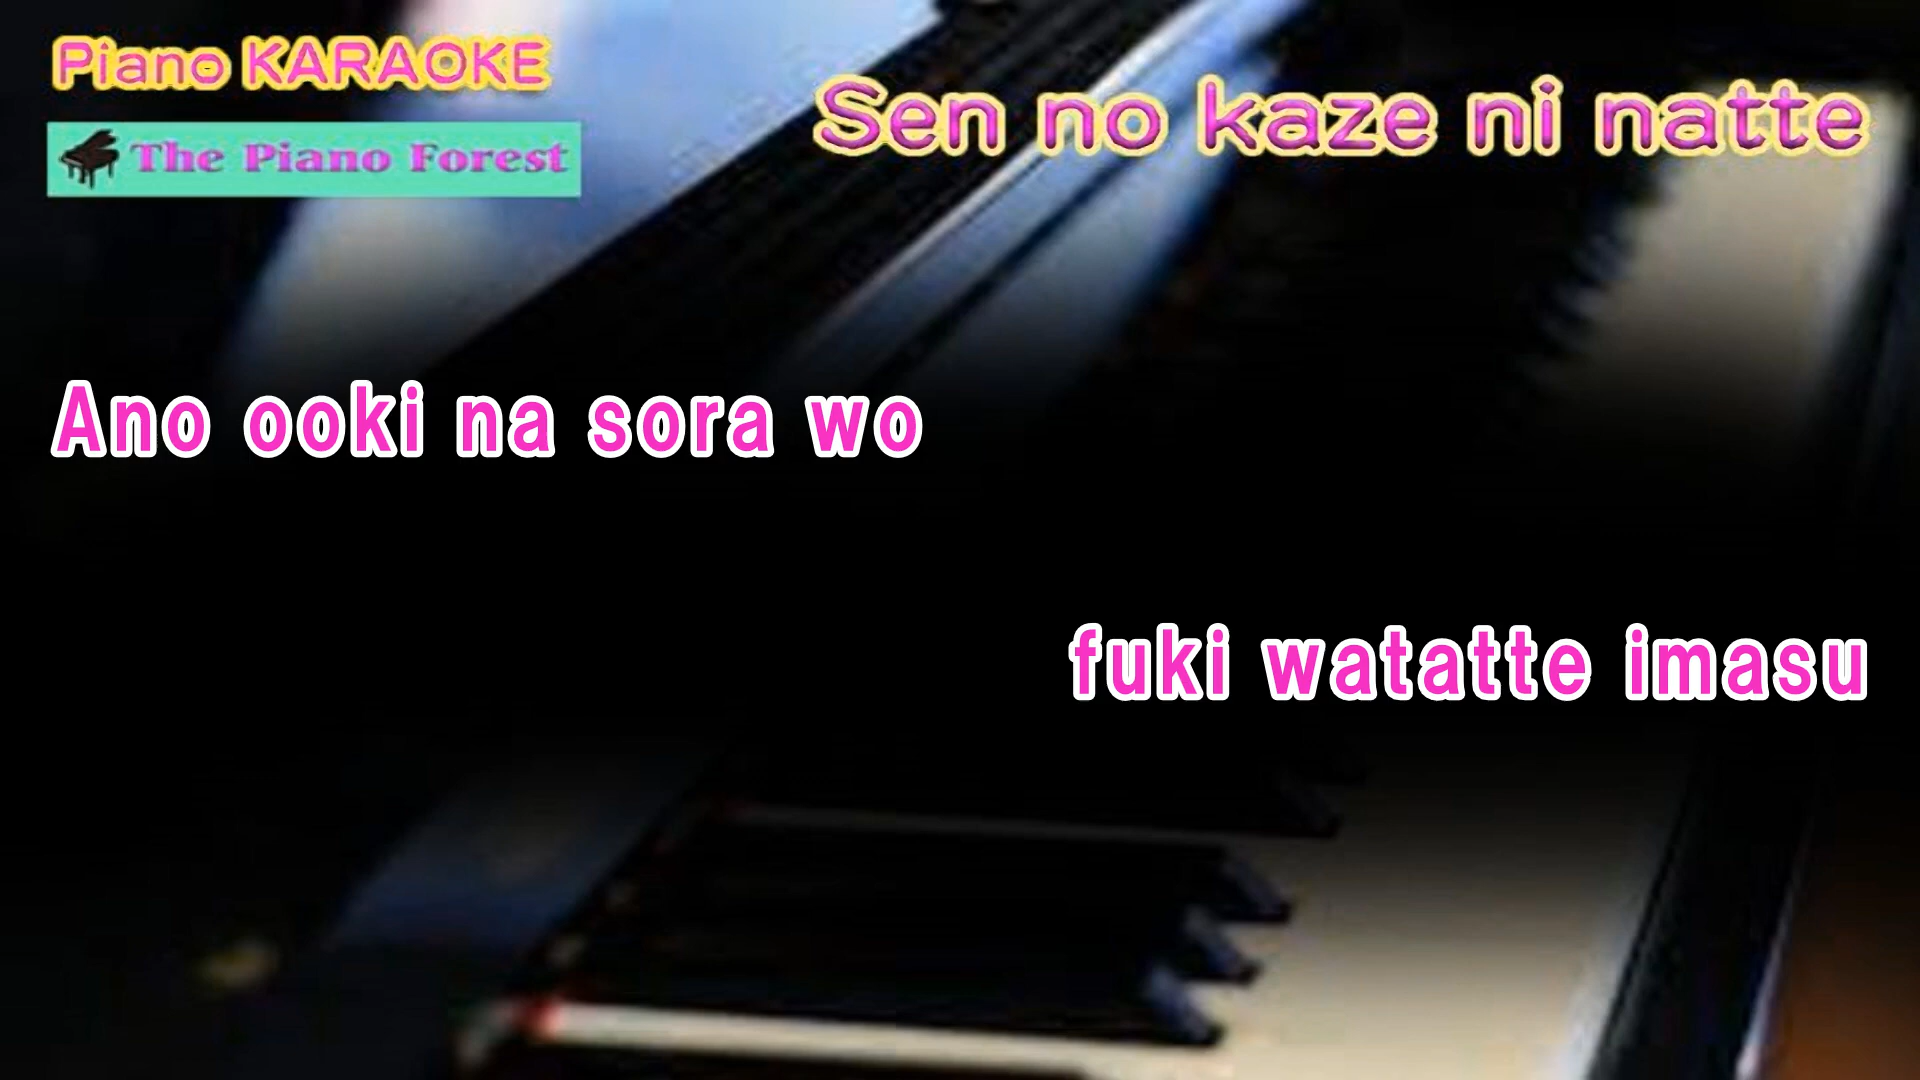 Piano KARAOKE
The Piano Forest
Sen no kaze ni natte
Ano ooki na sora wo
fuki watatte imasu